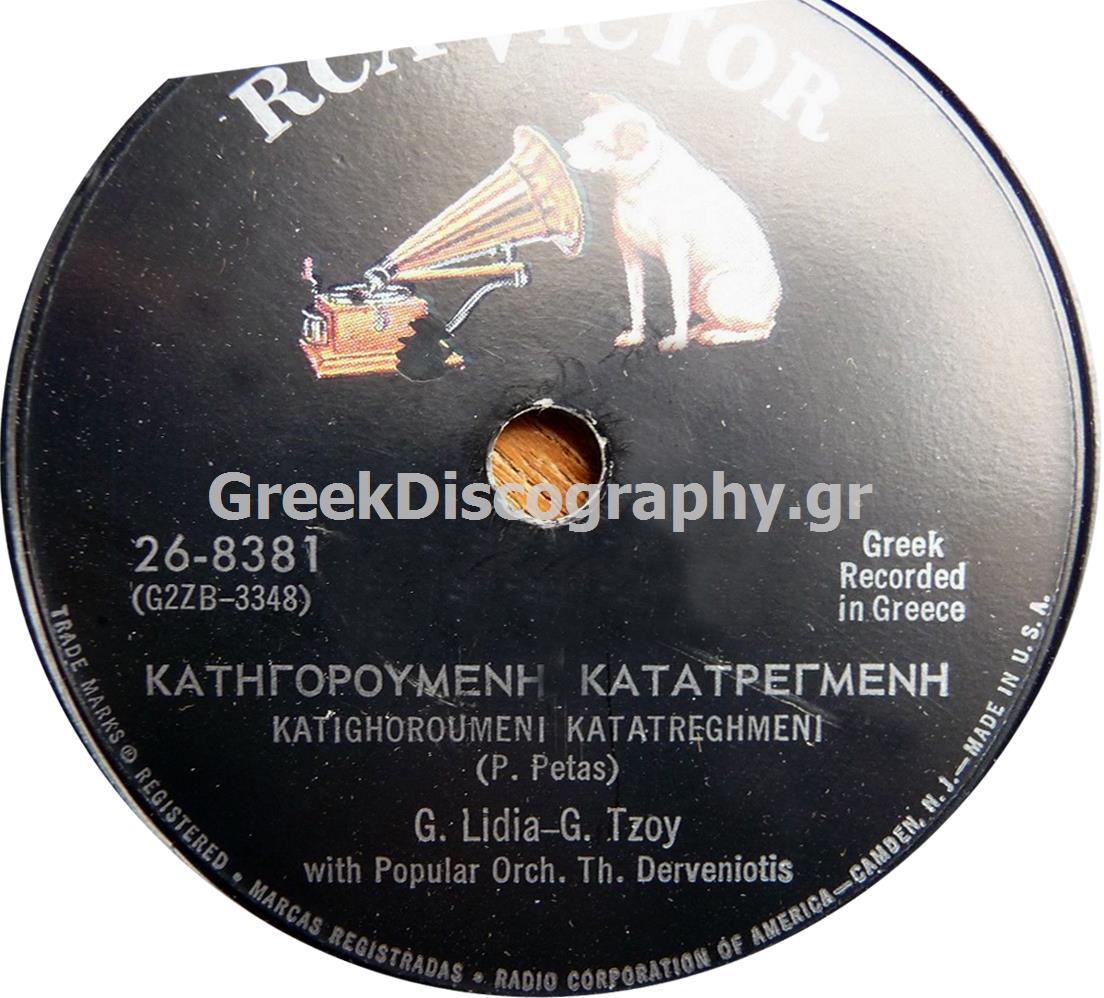 RCA VICTOR
GreekDiscography.gr
26-8381
(G2ZB-3348)
Greek
Recorded
in Greece
ΚΑΤΗΓΟΡΟΥΜΕΝΗ ΚΑΤΑΤΡΕΓΜΕΝΗ
KATIGHOROUMENI KATATREGHMENI
(P. Petas)
G. Lidia-G. Tzoy
with Popular Orch. Th. Derveniotis
TRADE MARKS ® REGISTERED • MARCAS REGISTRADAS • RADIO CORPORATION OF AMERICA—CAMDEN, N. J.—MADE IN U. S. A.